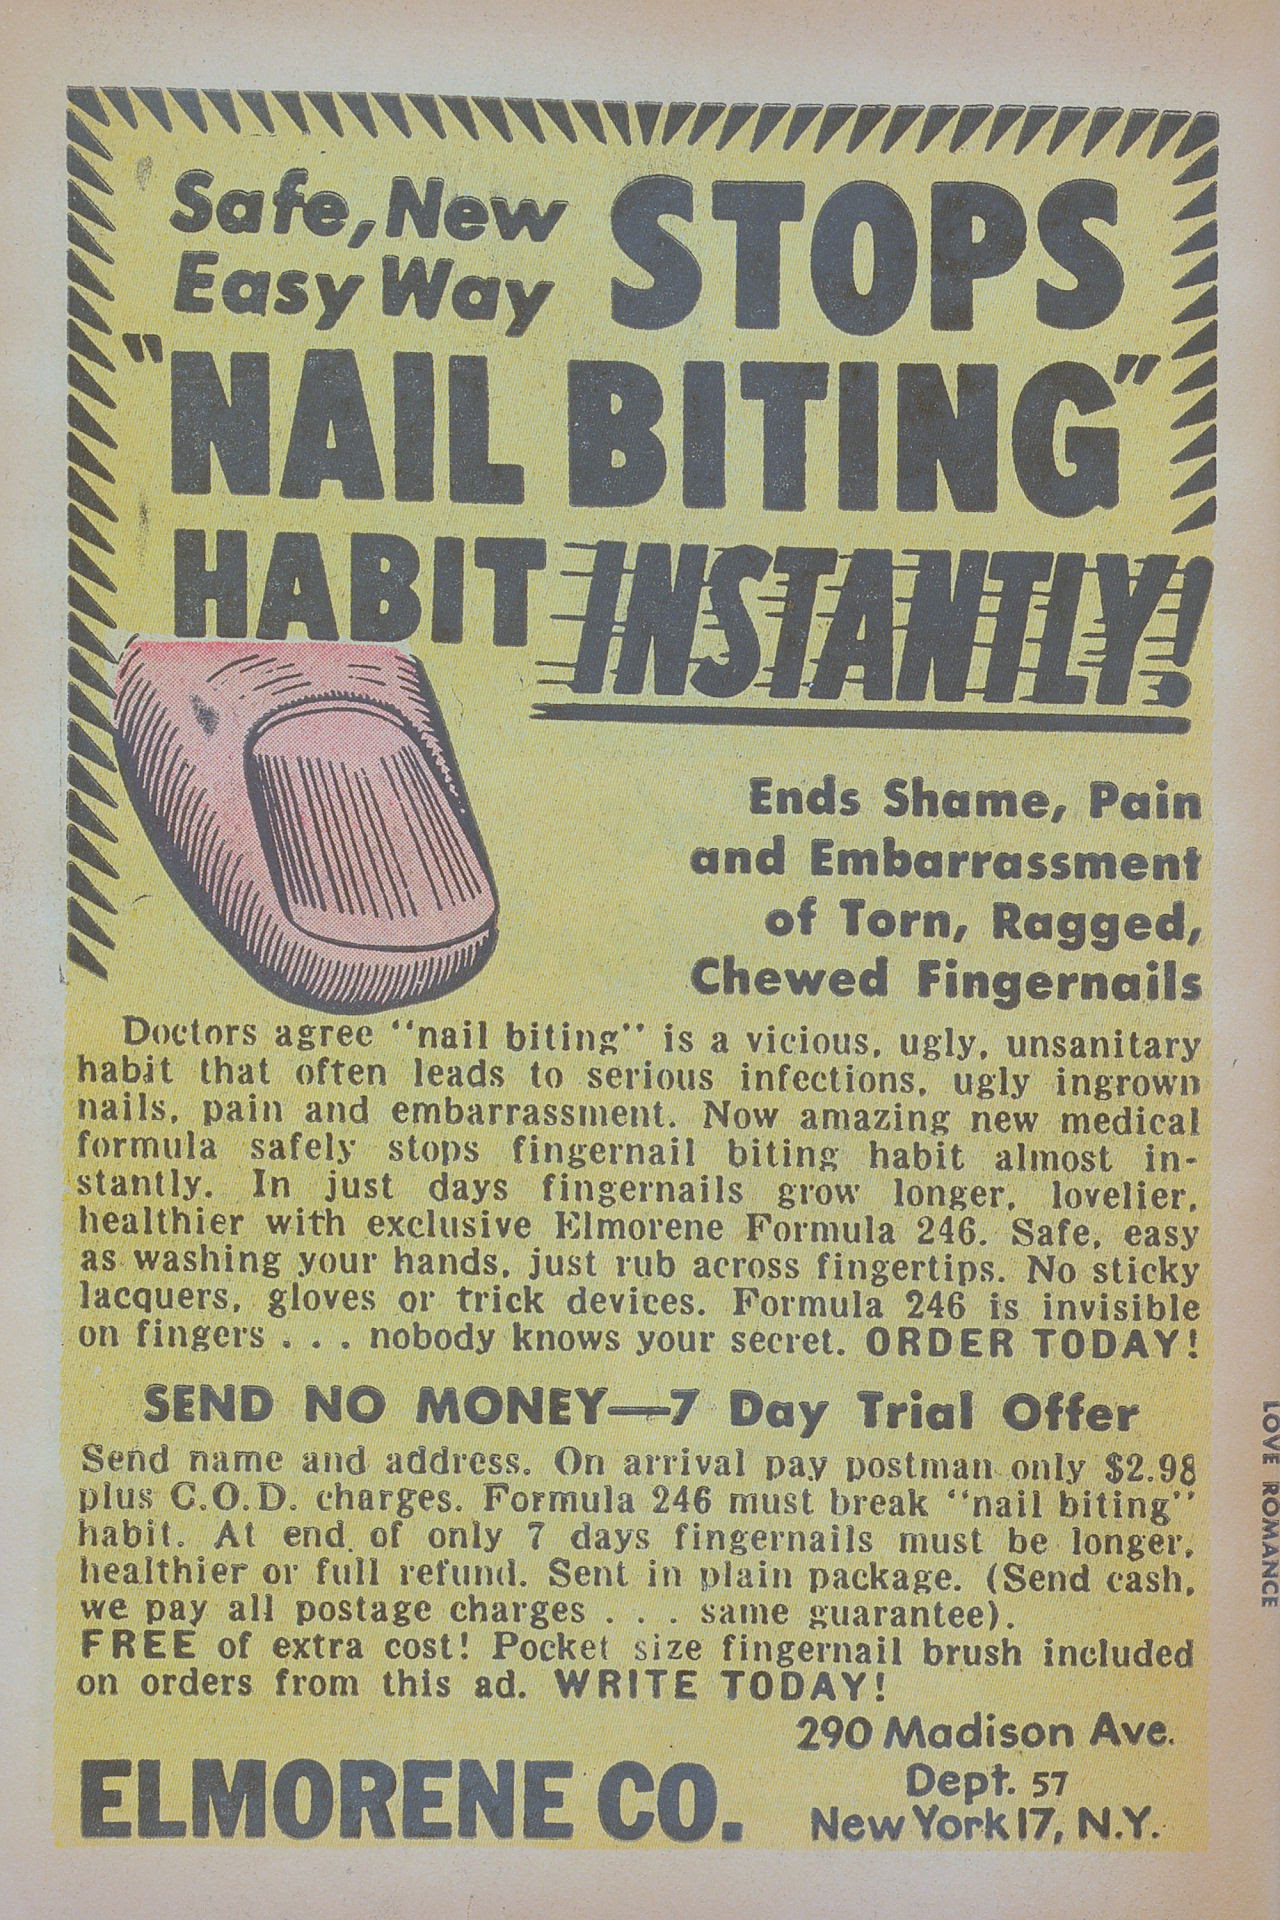 Safe, New
Easy Way STOPS
"NAIL BITING"
HABIT INSTANTLY!
Ends Shame, Pain
and Embarrassment
of Torn, Ragged,
Chewed Fingernails
Doctors agree "nail biting" is a vicious, ugly, unsanitary
habit that often leads to serious infections, ugly ingrown
nails, pain and embarrassment. Now amazing new medical
formula safely stops fingernail biting habit almost in-
stantly. In just days fingernails grow longer, lovelier,
healthier with exclusive Elmorene Formula 246. Safe, easy
as washing your hands, just rub across fingertips. No sticky
lacquers, gloves or trick devices. Formula 246 is invisible
on fingers . . . nobody knows your secret. ORDER TODAY!
SEND NO MONEY—7 Day Trial Offer
Send name and address. On arrival pay postman only $2.98
plus C.O.D. charges. Formula 246 must break "nail biting"
habit. At end of only 7 days fingernails must be longer,
healthier or full refund. Sent in plain package. (Send cash,
we pay all postage charges . . . same guarantee).
FREE of extra cost! Pocket size fingernail brush included
on orders from this ad. WRITE TODAY!
ELMORENE CO.
290 Madison Ave.
Dept. 57
New York 17, N.Y.
LOVE ROMANCE